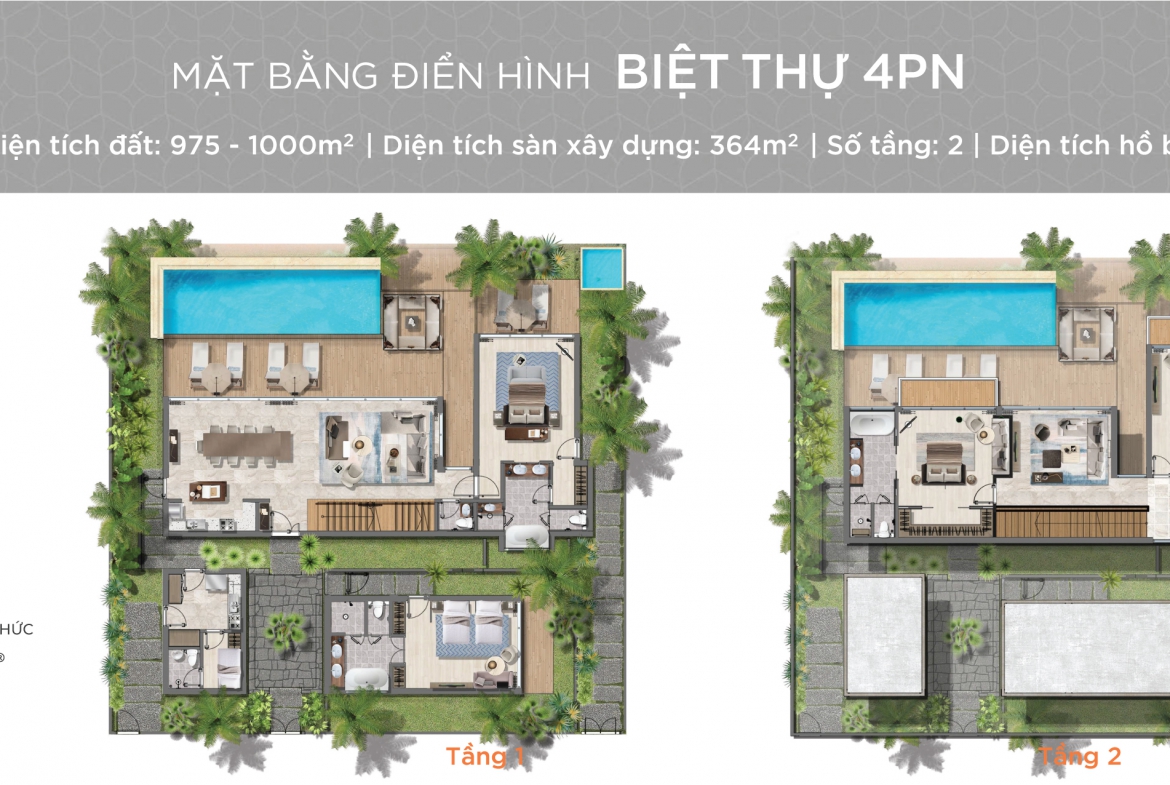 MẶT BẰNG ĐIỂN HÌNH BIỆT THỰ 4PN
iện tích đất: 975 - 1000m² | Diện tích sàn xây dựng: 364m² | Số tầng: 2 | Diện tích hồ b
HỨC
®
Tầng 1
Tầng 2